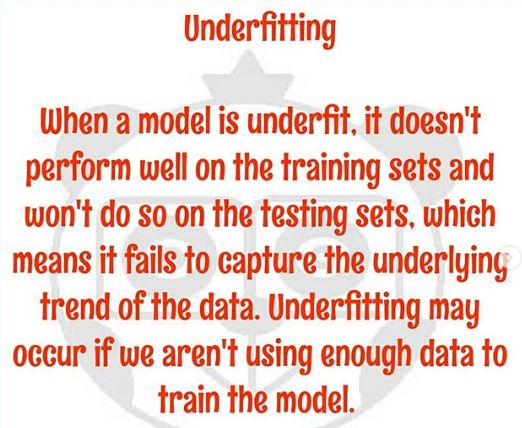 Underfitting
When a model is underfit, it doesn't
perform well on the training sets and
won't do so on the testing sets, which
means it fails to capture the underlying
trend of the data. Underfitting may
occur if we aren't using enough data to
train the model.